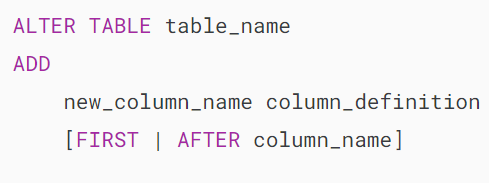 ALTER TABLE table_name
ADD
    new_column_name column_definition
    [FIRST | AFTER column_name]